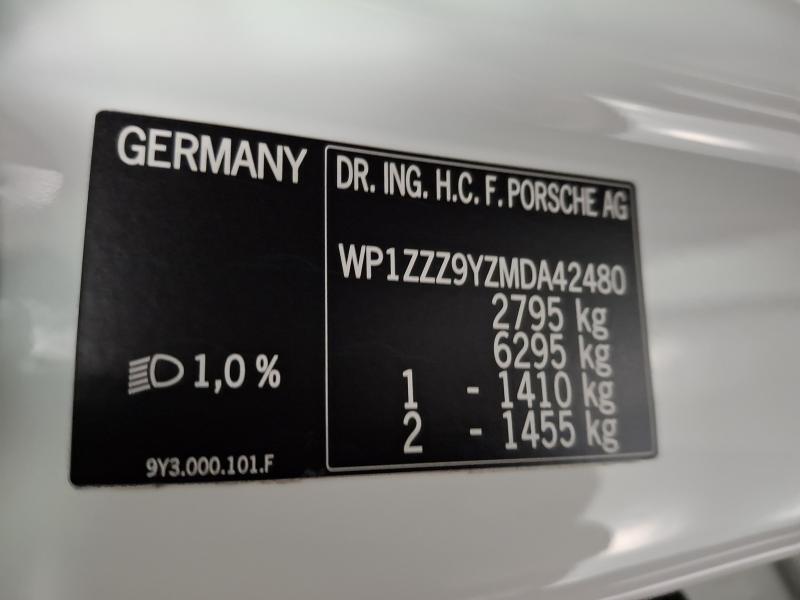 GERMANY
DR. ING. H.C. F. PORSCHE AG
WP1ZZZ9YZMDA42480
2795 kg
6295 kg
1 - 1410 kg
2 - 1455 kg
1,0 %
9Y3.000.101.F